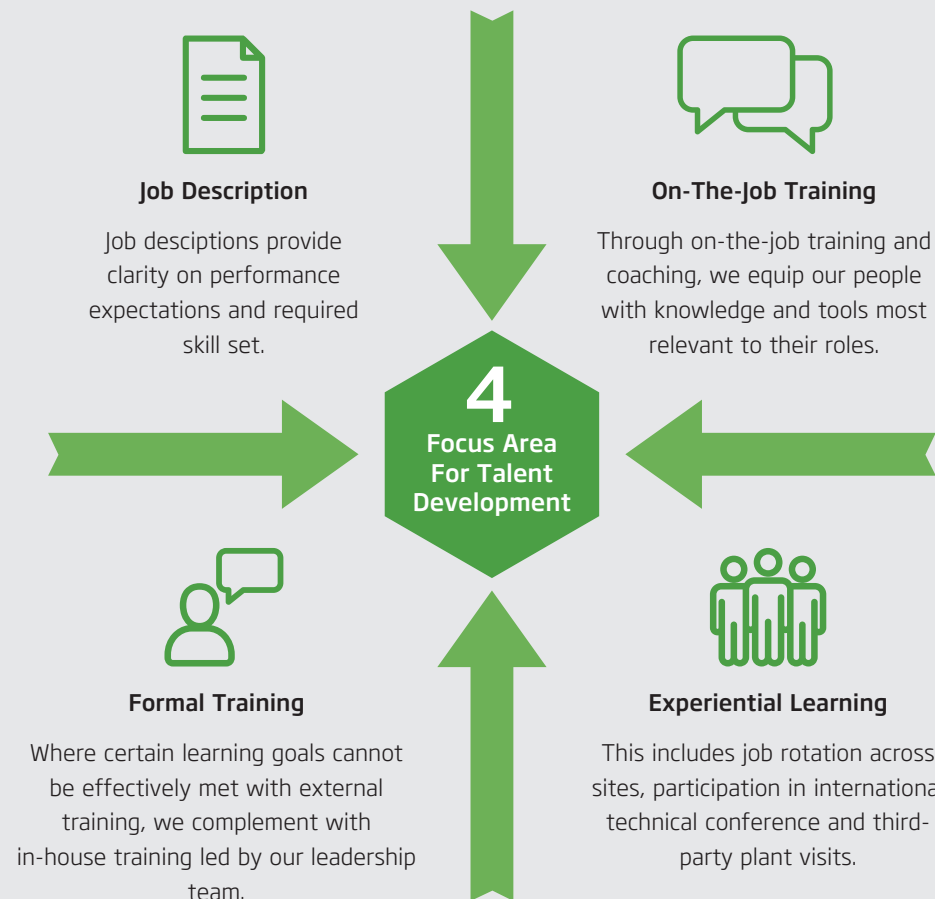 Job Description
Job desciptions provide
clarity on performance
expectations and required
skill set.
On-The-Job Training
Through on-the-job training and
coaching, we equip our people
with knowledge and tools most
relevant to their roles.
4
Focus Area
For Talent
Development
Formal Training
Where certain learning goals cannot
be effectively met with external
training, we complement with
in-house training led by our leadership
team.
Experiential Learning
This includes job rotation across
sites, participation in internationa
technical conference and third-
party plant visits.